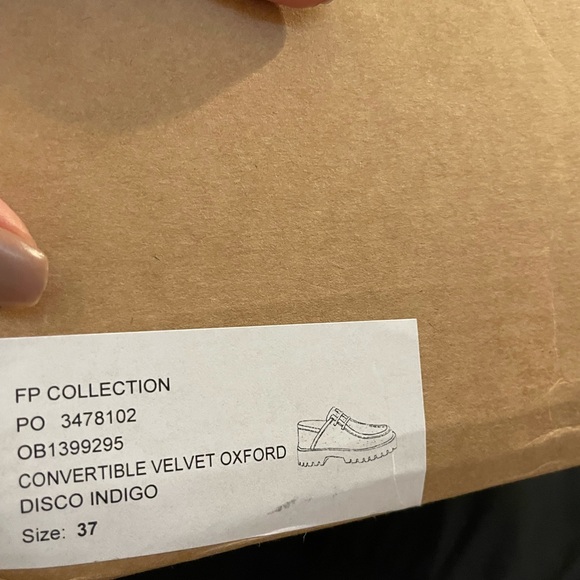 FP COLLECTION
PO 3478102
OB1399295
CONVERTIBLE VELVET OXFORD
DISCO INDIGO
Size: 37